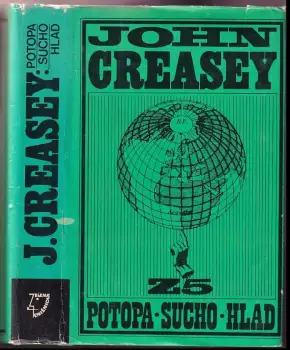 J. CREASEY:
POTOPA
SUCHO
HLAD
JOHN
CREASEY
Z5
POTOPA · SUCHO · HLAD